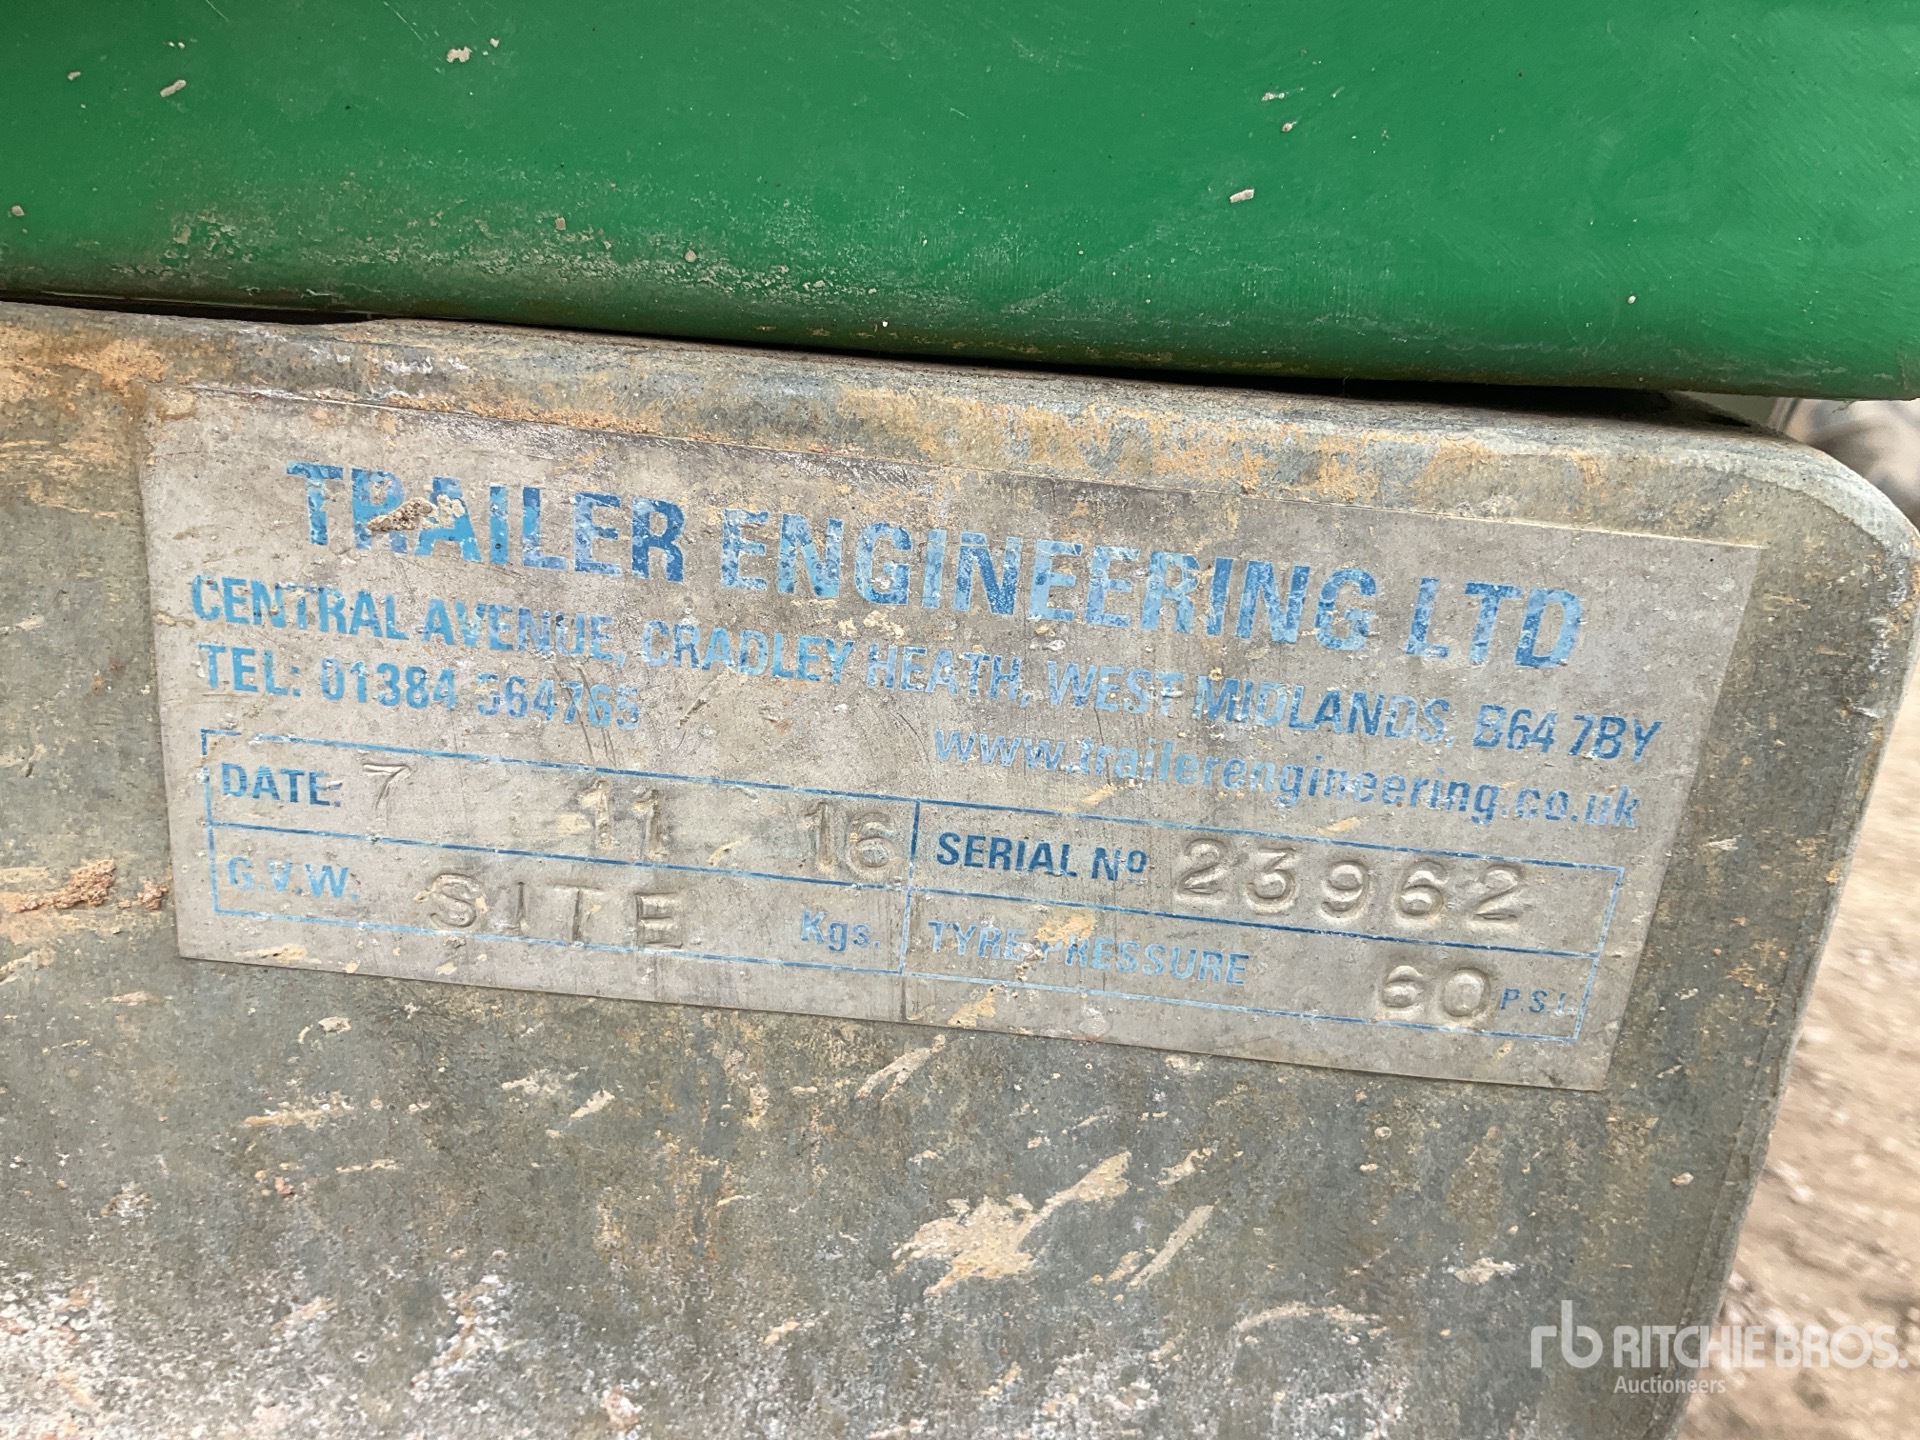 TRAILER ENGINEERING LTD
CENTRAL AVENUE, CRADLEY HEATH, WEST MIDLANDS, B64 7BY
TEL: 01384 564765
www.trailerengineering.co.uk
DATE: 7 11 16
SERIAL Nº 23962
G.V.W. SITE Kgs.
TYRE PRESSURE 60 P.S.I.
rb RITCHIE BROS.
Auctioneers